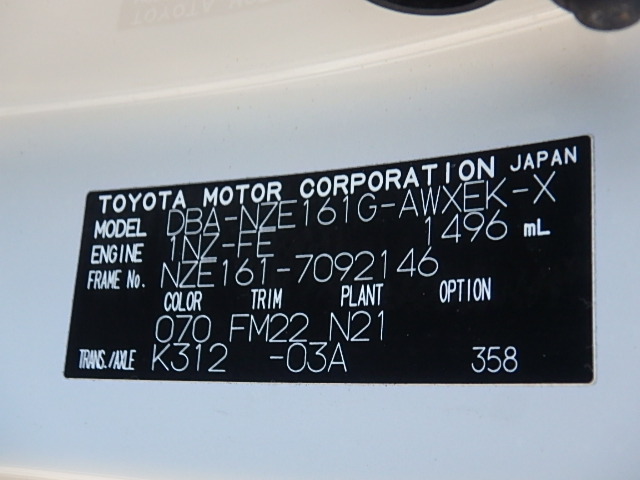 TOYOTA MOTOR CORPORATION JAPAN
MODEL DBA-NZE161G-AWXEK-X
ENGINE 1NZ-FE 1496 mL
FRAME No. NZE161-7092146
COLOR TRIM PLANT OPTION
070 FM22 N21
TRANS./AXLE K312 -03A 358